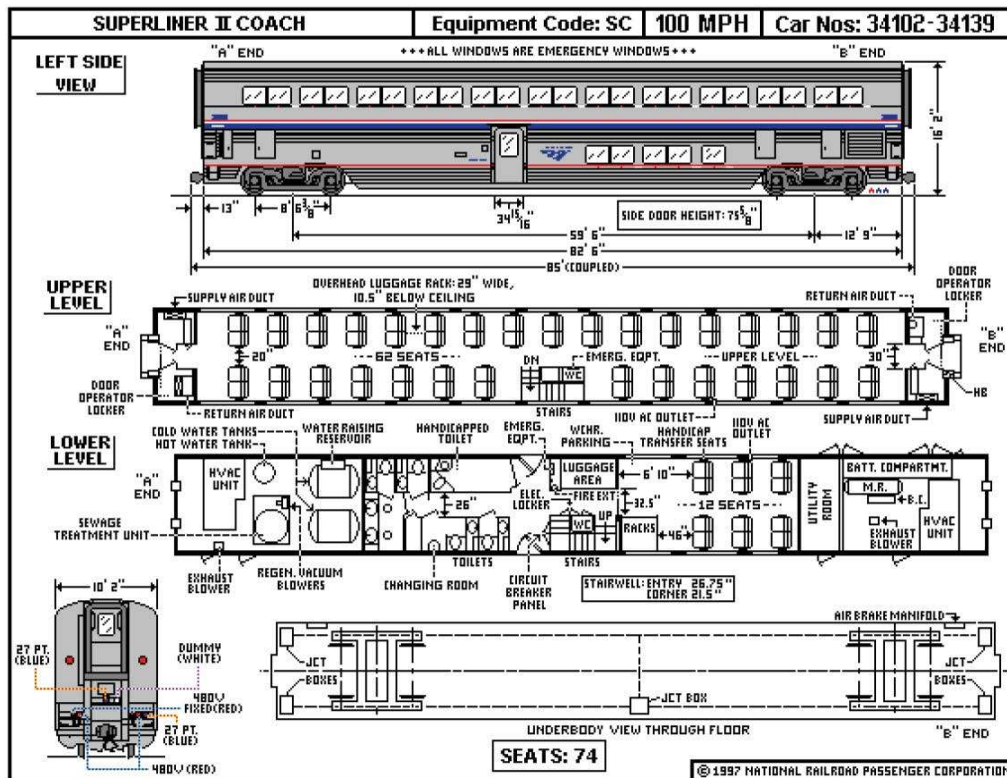 SUPERLINER II COACH
Equipment Code: SC
100 MPH
Car Nos: 34102-34139
LEFT SIDE
VIEW
"A" END
+++ALL WINDOWS ARE EMERGENCY WINDOWS+++
"B" END
16' 2"
13"
8' 6 3/8"
34 15/16"
SIDE DOOR HEIGHT: 75 5/8"
59' 6"
12' 9"
82' 6"
85' (COUPLED)
UPPER
LEVEL
SUPPLY AIR DUCT
OVERHEAD LUGGAGE RACK: 29" WIDE,
10.5" BELOW CEILING
RETURN AIR DUCT
DOOR
OPERATOR
LOCKER
"A"
END
20"
62 SEATS
DN
WC
EMERG. EQPT.
UPPER LEVEL
30"
"B"
END
DOOR
OPERATOR
LOCKER
RETURN AIR DUCT
STAIRS
110V AC OUTLET
SUPPLY AIR DUCT
HB
LOWER
LEVEL
COLD WATER TANKS
HOT WATER TANK
WATER RAISING
RESERVOIR
HANDICAPPED
TOILET
EMERG.
EQPT.
WCHR.
PARKING
HANDICAP
TRANSFER SEATS
110V AC
OUTLET
"A"
END
HVAC
UNIT
LUGGAGE
AREA
6' 10"
BATT. COMPARTMT.
M.R.
B.C.
26"
ELEC.
LOCKER
FIRE EXT.
32.5"
12 SEATS
UTILITY
ROOM
SEWAGE
TREATMENT UNIT
WC
UP
RACKS
46"
EXHAUST
BLOWER
HVAC
UNIT
EXHAUST
BLOWER
REGEN. VACUUM
BLOWERS
TOILETS
CHANGING ROOM
CIRCUIT
BREAKER
PANEL
STAIRS
STAIRWELL: ENTRY 26.75"
CORNER 21.5"
10' 2"
27 PT.
(BLUE)
DUMMY
(WHITE)
480V
FIXED(RED)
27 PT.
(BLUE)
480V (RED)
AIR BRAKE MANIFOLD
JCT
BOXES
JCT BOX
JCT
BOXES
UNDERBODY VIEW THROUGH FLOOR
"B" END
SEATS: 74
© 1997 NATIONAL RAILROAD PASSENGER CORPORATION